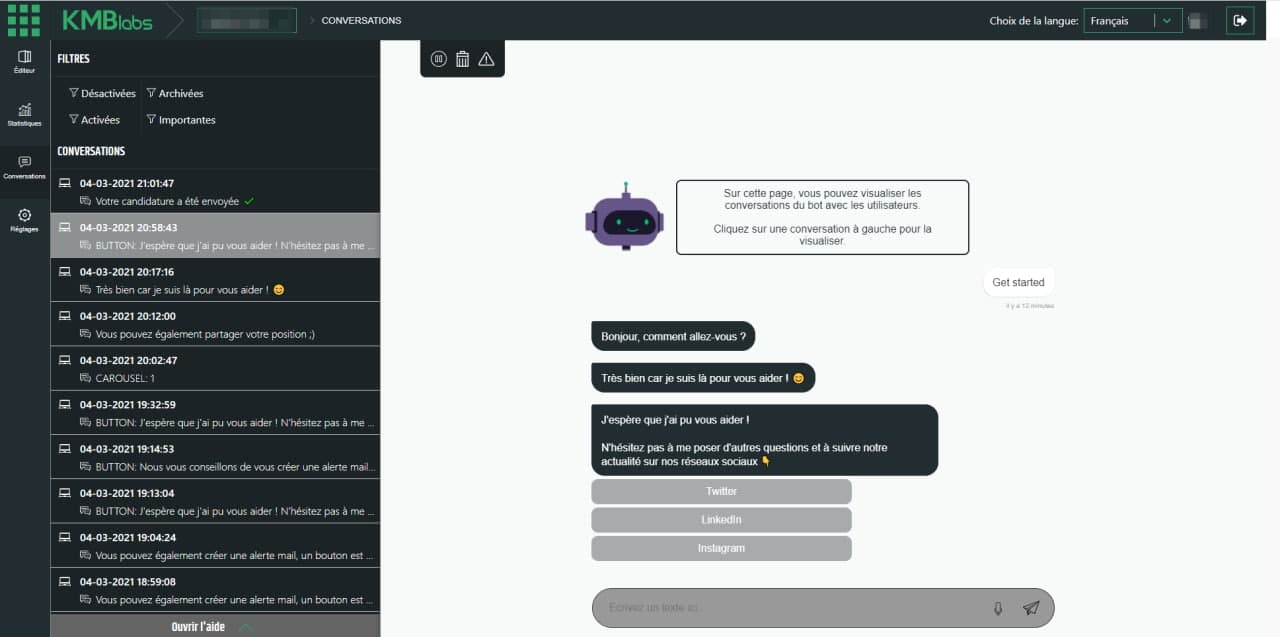 KMBlabs
CONVERSATIONS
Choix de la langue:
Français
Éditeur
Statistiques
Conversations
Réglages
FILTRES
Désactivées
Archivées
Activées
Importantes
CONVERSATIONS
04-03-2021 21:01:47
Votre candidature a été envoyée ✓
04-03-2021 20:58:43
BUTTON: J'espère que j'ai pu vous aider ! N'hésitez pas à me ...
04-03-2021 20:17:16
Très bien car je suis là pour vous aider ! 😊
04-03-2021 20:12:00
Vous pouvez également partager votre position ;)
04-03-2021 20:02:47
CAROUSEL: 1
04-03-2021 19:32:59
BUTTON: J'espère que j'ai pu vous aider ! N'hésitez pas à me ...
04-03-2021 19:14:53
BUTTON: Nous vous conseillons de vous créer une alerte mail...
04-03-2021 19:13:04
BUTTON: J'espère que j'ai pu vous aider ! N'hésitez pas à me ...
04-03-2021 19:04:24
Vous pouvez également créer une alerte mail, un bouton est ...
04-03-2021 18:59:08
Vous pouvez également créer une alerte mail, un bouton est ...
Ouvrir l'aide
Sur cette page, vous pouvez visualiser les
conversations du bot avec les utilisateurs.
Cliquez sur une conversation à gauche pour la
visualiser.
Get started
il y a 12 minutes
Bonjour, comment allez-vous ?
Très bien car je suis là pour vous aider ! 😊
J'espère que j'ai pu vous aider !
N'hésitez pas à me poser d'autres questions et à suivre notre
actualité sur nos réseaux sociaux 👇
Twitter
LinkedIn
Instagram
Ecrivez un texte ici...